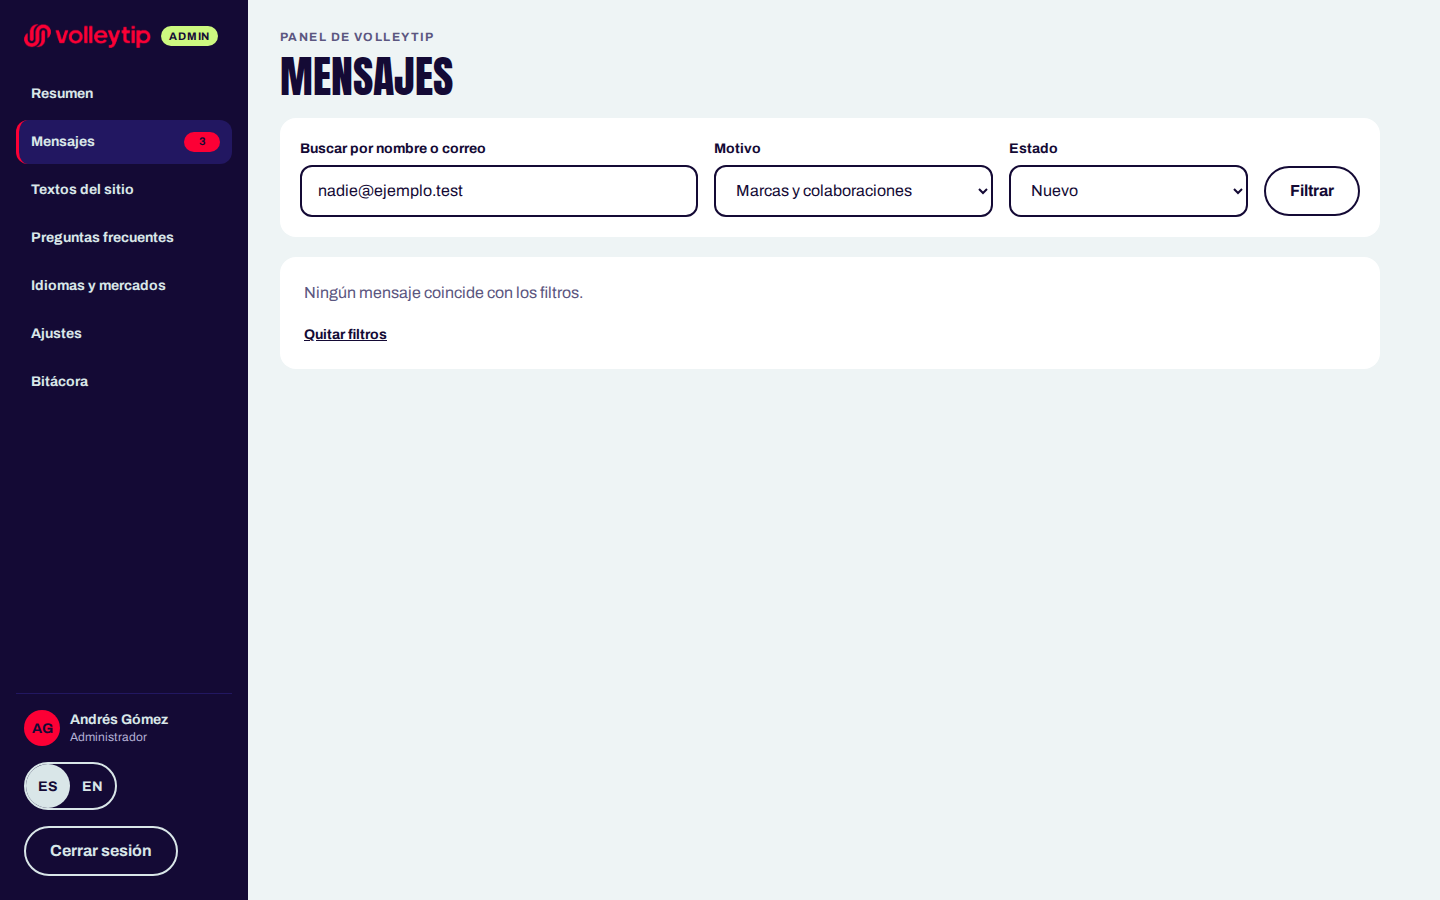 volleytip ADMIN
Resumen
Mensajes 3
Textos del sitio
Preguntas frecuentes
Idiomas y mercados
Ajustes
Bitácora
AG Andrés Gómez
Administrador
ES EN
Cerrar sesión
PANEL DE VOLLEYTIP
MENSAJES
Buscar por nombre o correo Motivo Estado
nadie@ejemplo.test Marcas y colaboraciones Nuevo Filtrar
Ningún mensaje coincide con los filtros.
Quitar filtros